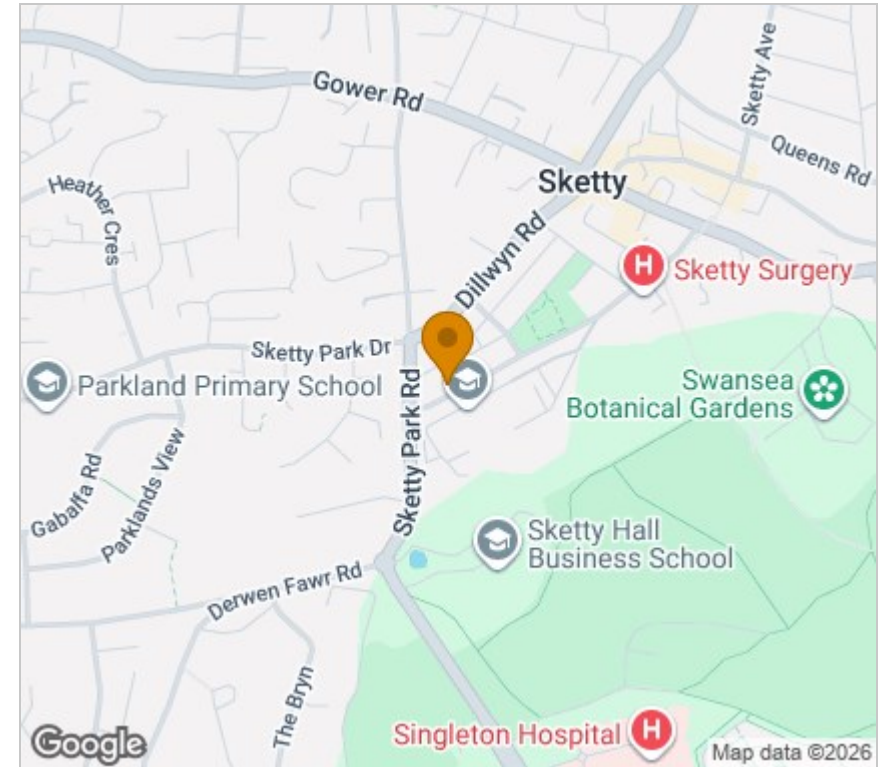 Gower Rd
Sketty Ave
Queens Rd
Heather Cres
Sketty
Dillwyn Rd
Sketty Surgery
Sketty Park Dr
Parkland Primary School
Sketty Park Rd
Swansea
Botanical Gardens
Gabalfa Rd
Parklands View
Sketty Hall
Business School
Derwen Fawr Rd
The Bryn
Singleton Hospital
Google
Map data ©2026